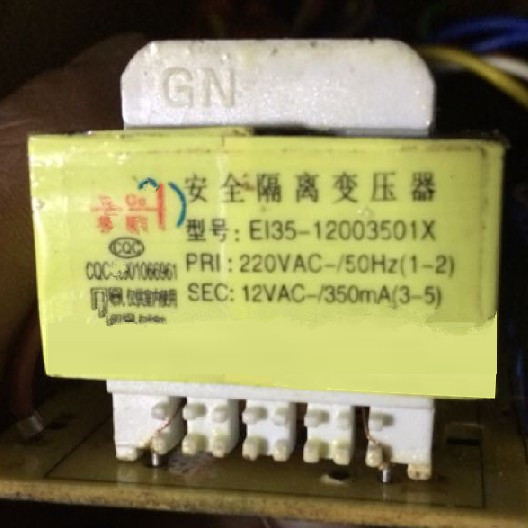 GN
安全隔离变压器
型号:EI35-12003501X
PRI:220VAC~/50Hz(1-2)
SEC:12VAC~/350mA(3-5)
CQC